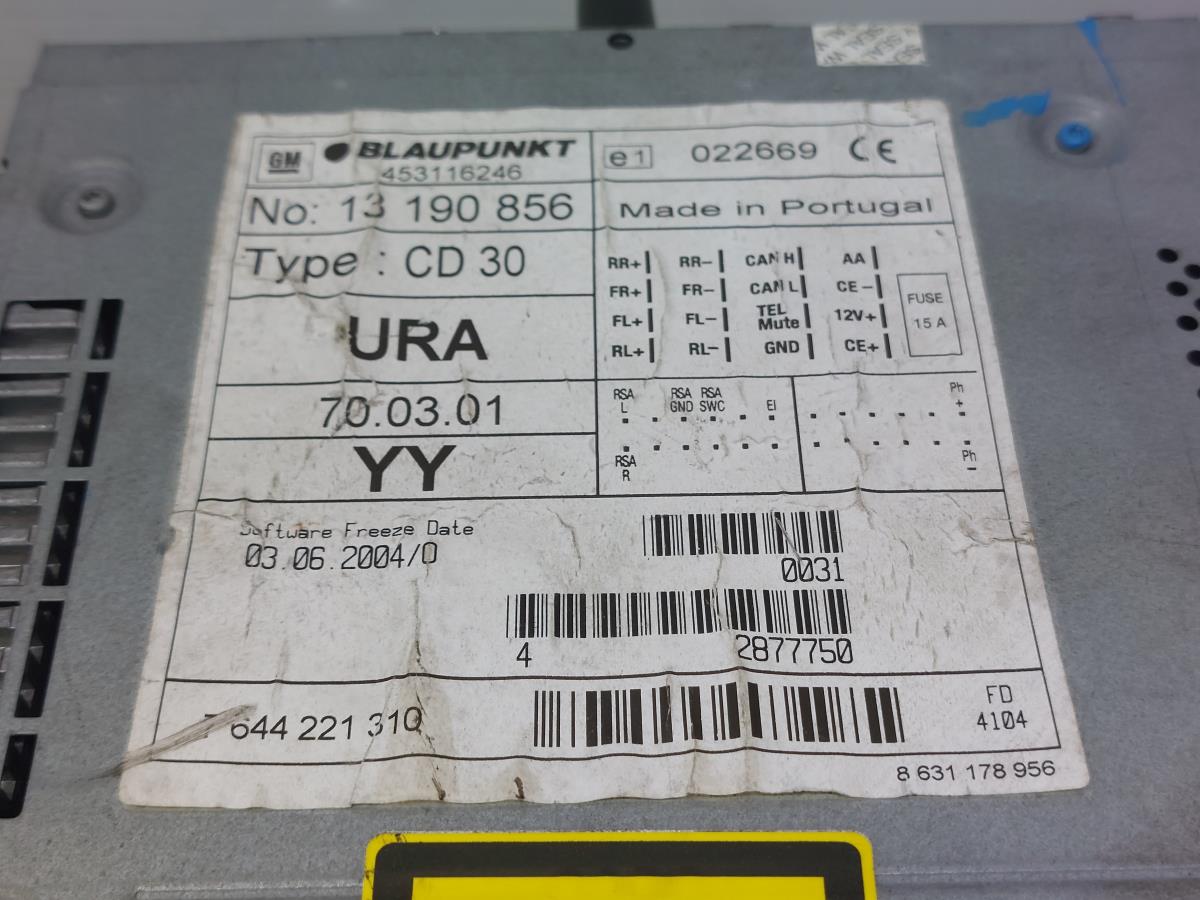 GM BLAUPUNKT
453116246
No: 13 190 856
Type : CD 30
URA
70.03.01
YY
e1 022669 CE
Made in Portugal
RR+ RR- CAN H AA
FR+ FR- CAN L CE-
FL+ FL- TEL Mute 12V+
RL+ RL- GND CE+
FUSE
15 A
RSA L RSA GND RSA SWC EI Ph +
RSA R Ph -
Software Freeze Date
03.06.2004/0
0031
4 2877750
7 644 221 310
FD
4104
8 631 178 956
SEAL